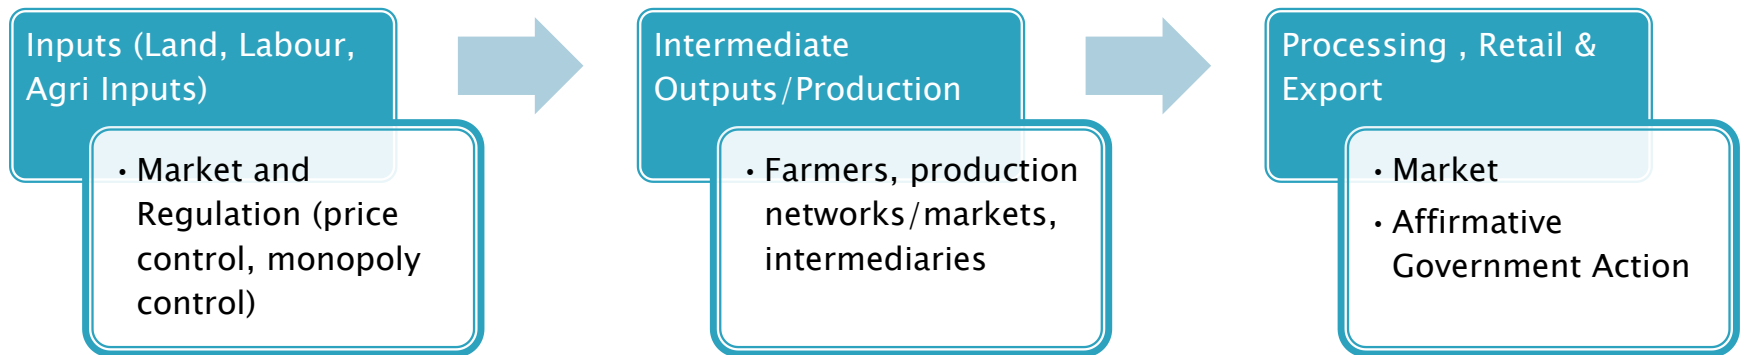 Inputs (Land, Labour,
Agri Inputs)
• Market and
Regulation (price
control, monopoly
control)
Intermediate
Outputs/Production
• Farmers, production
networks/markets,
intermediaries
Processing , Retail &
Export
• Market
• Affirmative
Government Action